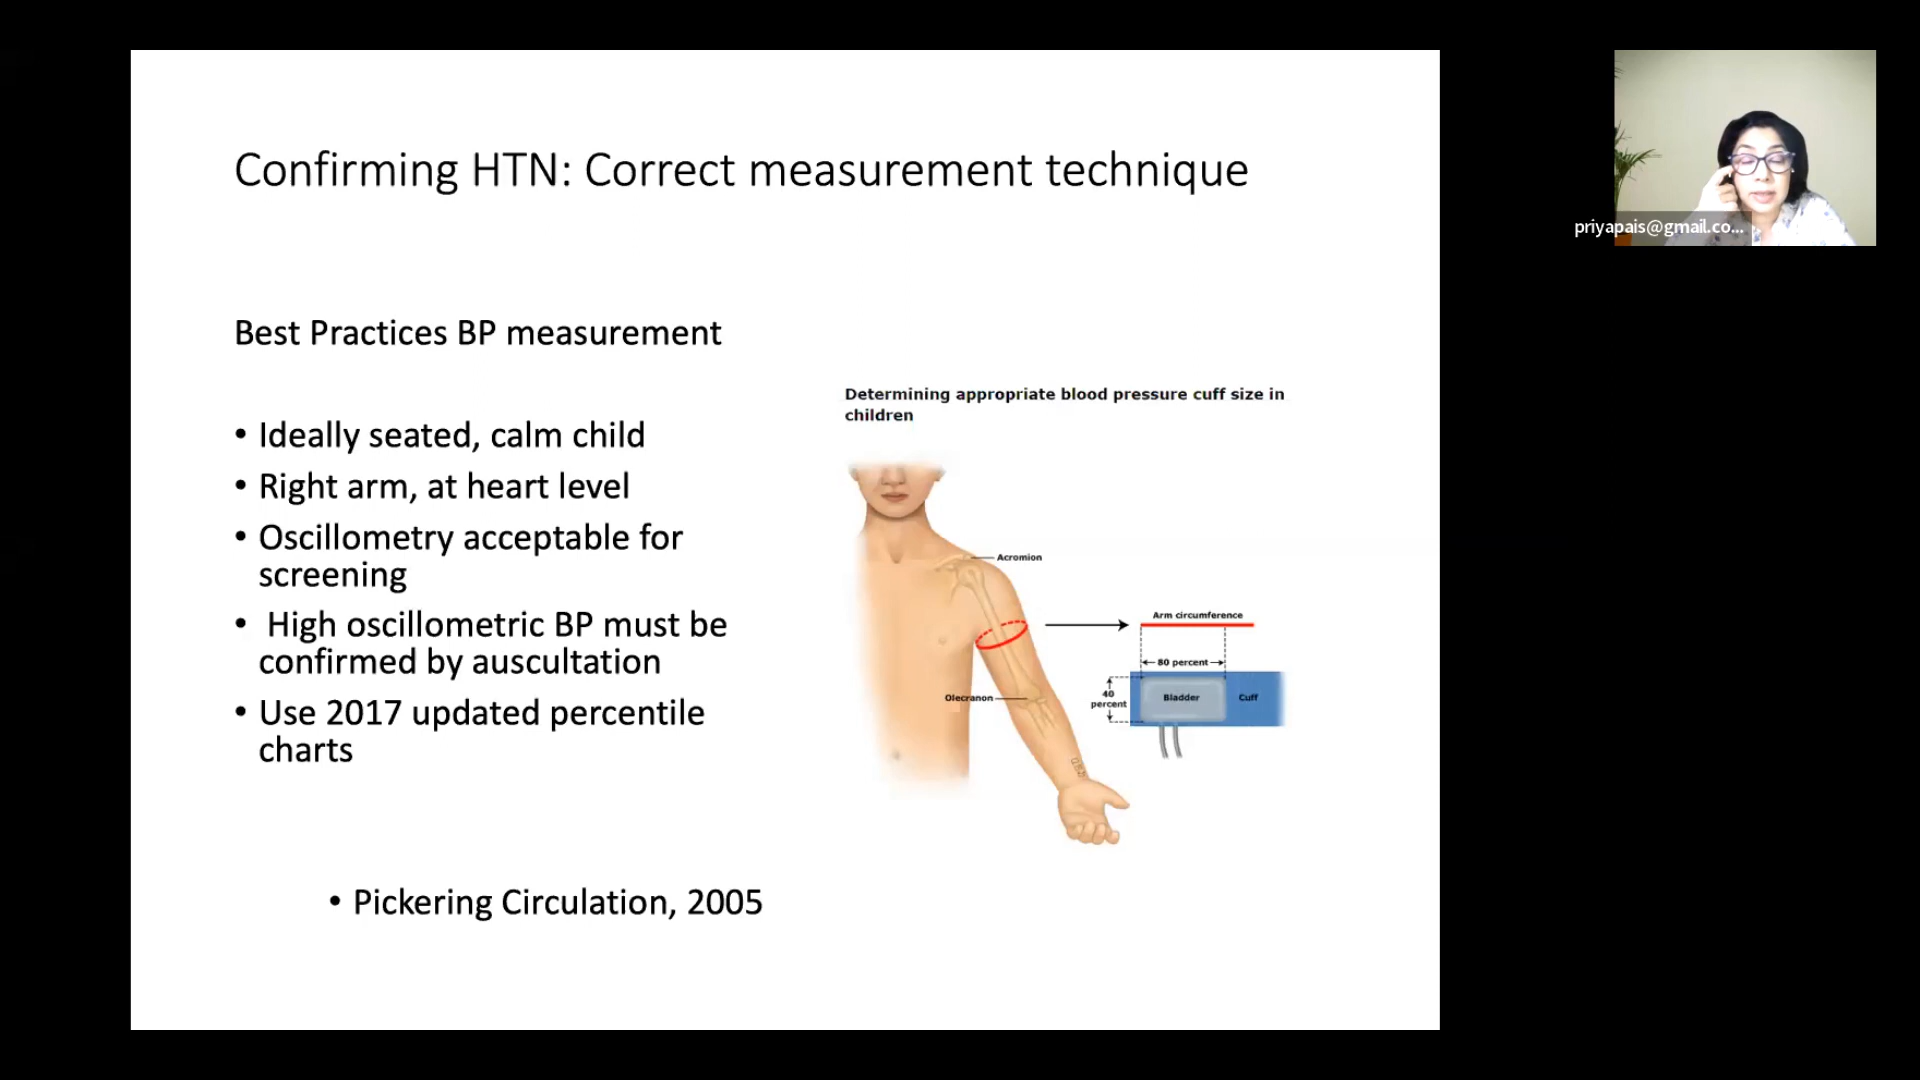 Confirming HTN: Correct measurement technique
priyapais@gmail.co...
Best Practices BP measurement
• Ideally seated, calm child
• Right arm, at heart level
• Oscillometry acceptable for
screening
• High oscillometric BP must be
confirmed by auscultation
• Use 2017 updated percentile
charts
• Pickering Circulation, 2005
Determining appropriate blood pressure cuff size in
children
Acromion
Arm circumference
80 percent
Olecranon
40
percent
Bladder
Cuff